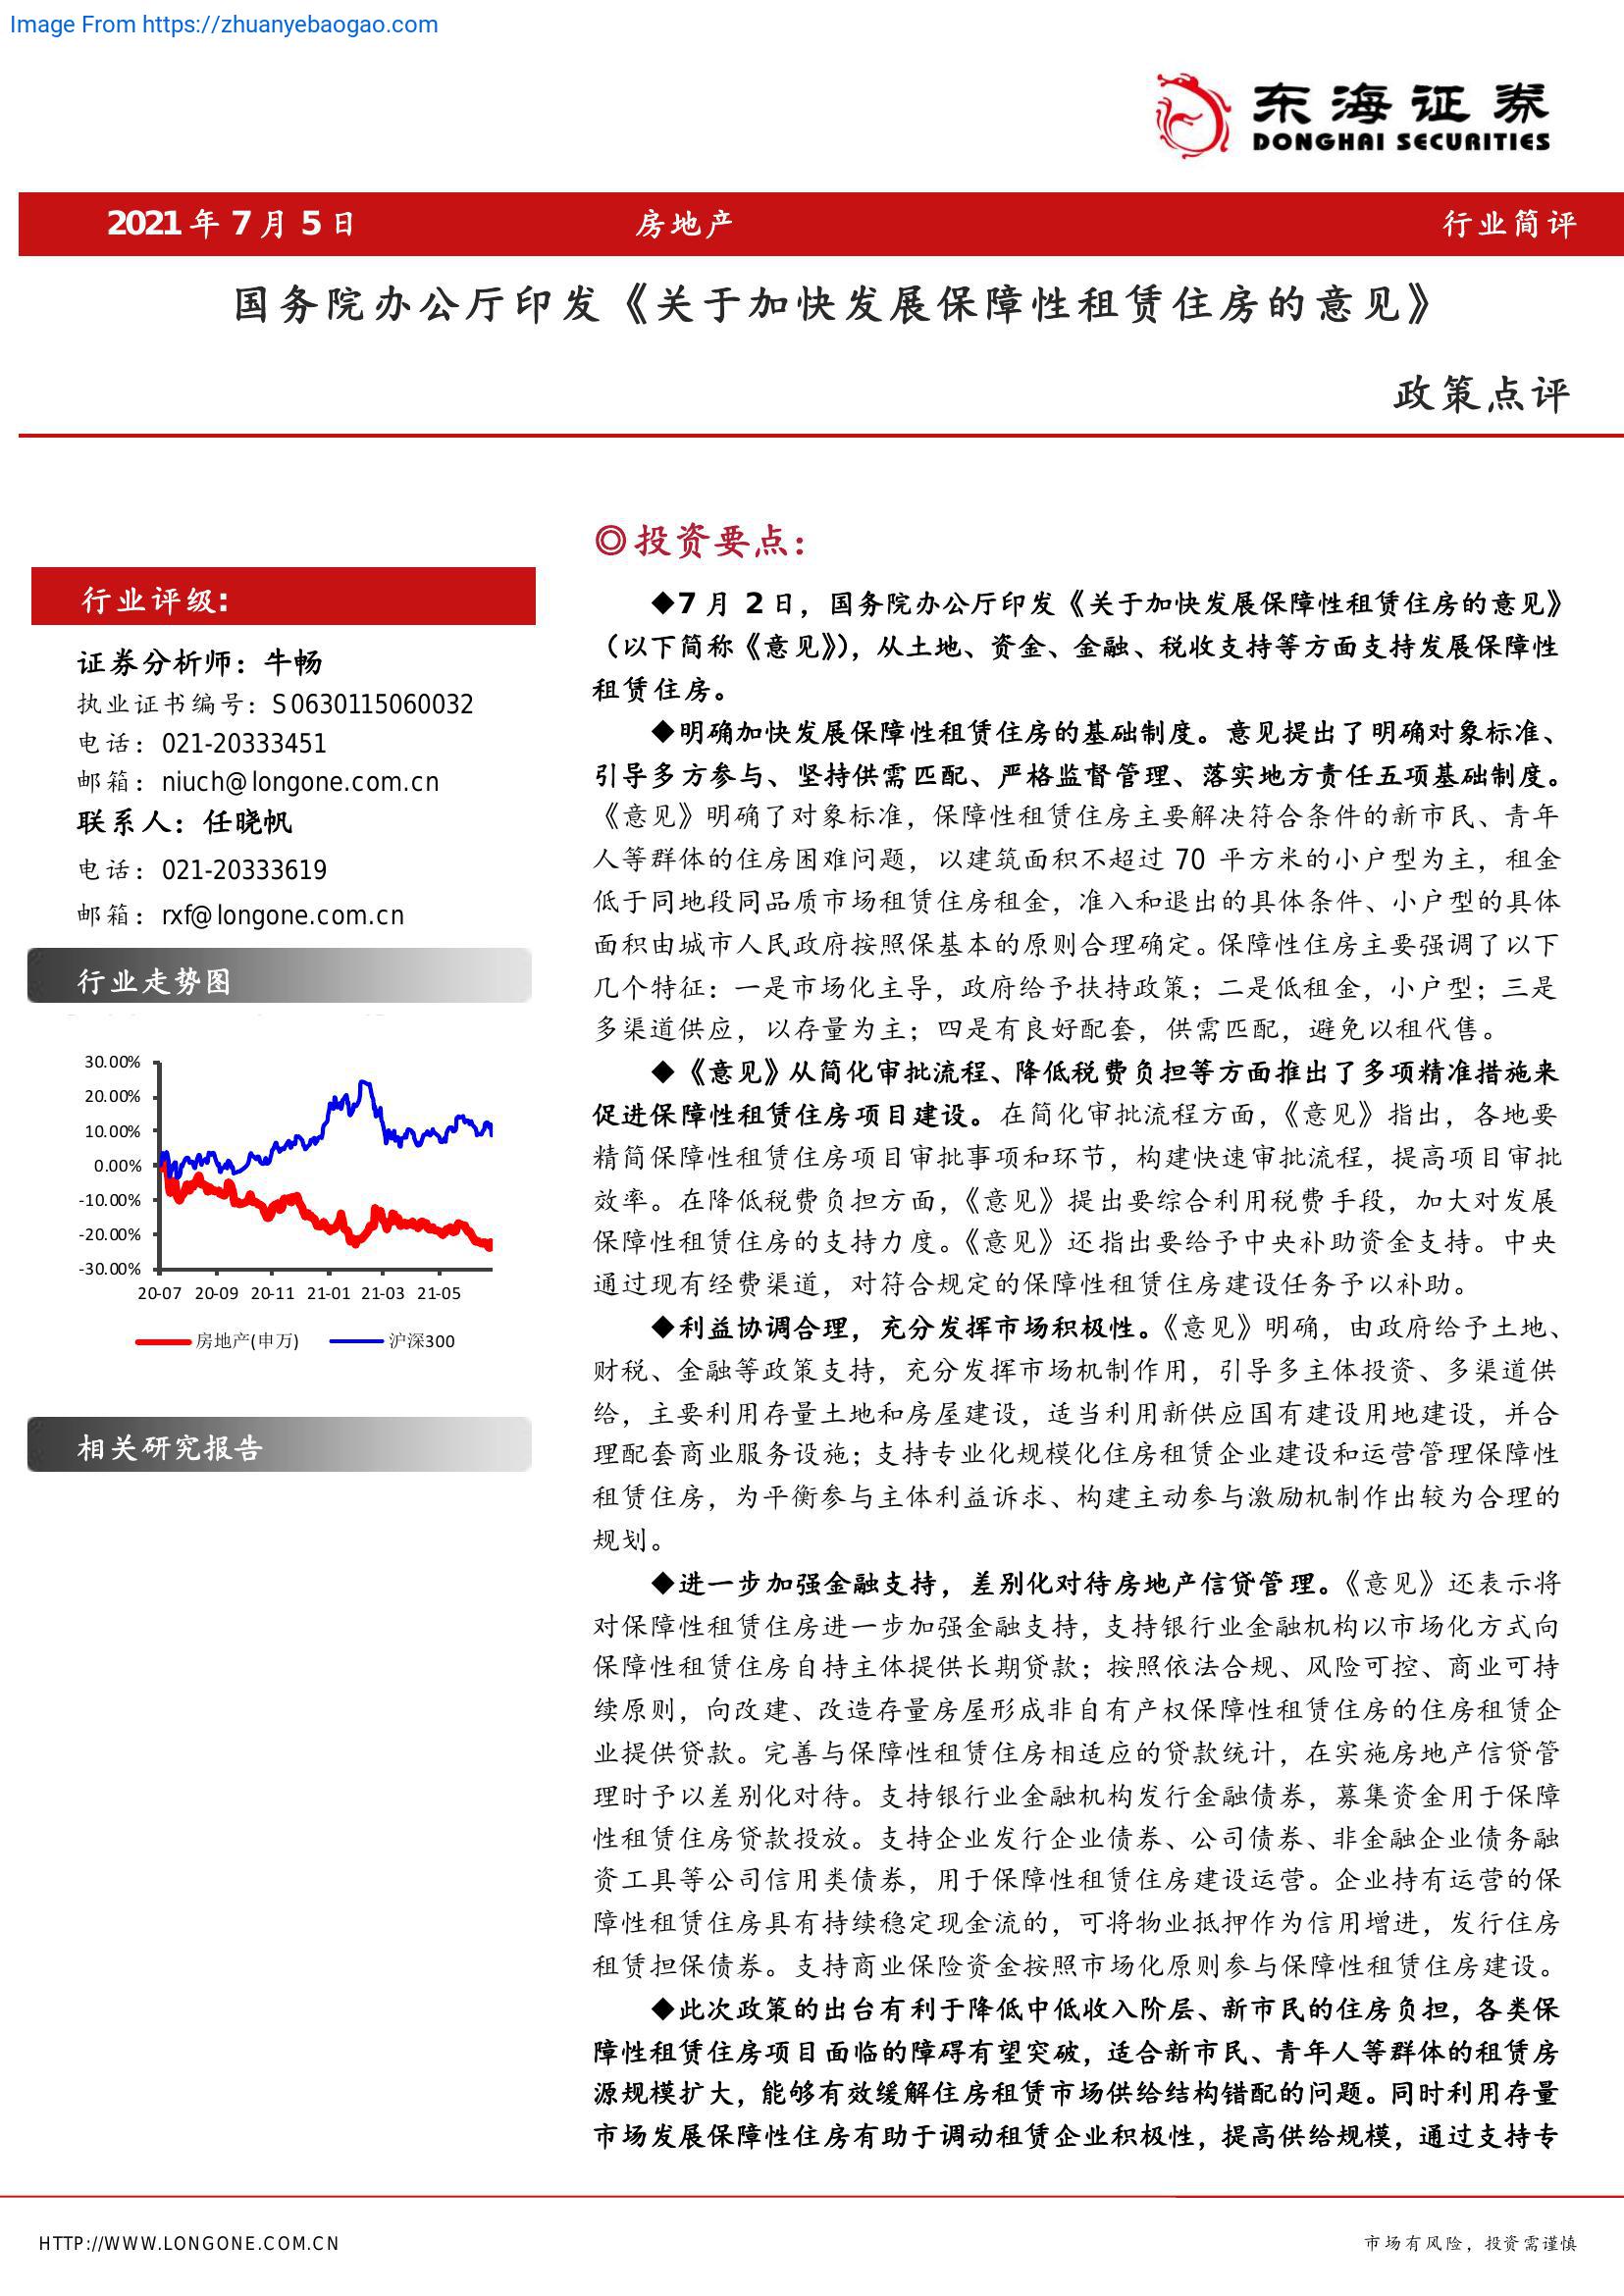 Image From https://zhuanyebaogao.com
东海证券
DONGHAI SECURITIES
2021 年 7 月 5 日 房地产 行业简评
国务院办公厅印发《关于加快发展保障性租赁住房的意见》
政策点评
行业评级:
证券分析师：牛畅
执业证书编号：S0630115060032
电话：021-20333451
邮箱：niuch@longone.com.cn
联系人：任晓帆
电话：021-20333619
邮箱：rxf@longone.com.cn
行业走势图
30.00%
20.00%
10.00%
0.00%
-10.00%
-20.00%
-30.00%
20-07 20-09 20-11 21-01 21-03 21-05
房地产(申万) 沪深300
相关研究报告
◎投资要点：
◆7 月 2 日，国务院办公厅印发《关于加快发展保障性租赁住房的意见》
（以下简称《意见》），从土地、资金、金融、税收支持等方面支持发展保障性
租赁住房。
◆明确加快发展保障性租赁住房的基础制度。意见提出了明确对象标准、
引导多方参与、坚持供需匹配、严格监督管理、落实地方责任五项基础制度。
《意见》明确了对象标准，保障性租赁住房主要解决符合条件的新市民、青年
人等群体的住房困难问题，以建筑面积不超过 70 平方米的小户型为主，租金
低于同地段同品质市场租赁住房租金，准入和退出的具体条件、小户型的具体
面积由城市人民政府按照保基本的原则合理确定。保障性住房主要强调了以下
几个特征：一是市场化主导，政府给予扶持政策；二是低租金，小户型；三是
多渠道供应，以存量为主；四是有良好配套，供需匹配，避免以租代售。
◆《意见》从简化审批流程、降低税费负担等方面推出了多项精准措施来
促进保障性租赁住房项目建设。在简化审批流程方面，《意见》指出，各地要
精简保障性租赁住房项目审批事项和环节，构建快速审批流程，提高项目审批
效率。在降低税费负担方面，《意见》提出要综合利用税费手段，加大对发展
保障性租赁住房的支持力度。《意见》还指出要给予中央补助资金支持。中央
通过现有经费渠道，对符合规定的保障性租赁住房建设任务予以补助。
◆利益协调合理，充分发挥市场积极性。《意见》明确，由政府给予土地、
财税、金融等政策支持，充分发挥市场机制作用，引导多主体投资、多渠道供
给，主要利用存量土地和房屋建设，适当利用新供应国有建设用地建设，并合
理配套商业服务设施；支持专业化规模化住房租赁企业建设和运营管理保障性
租赁住房，为平衡参与主体利益诉求、构建主动参与激励机制作出较为合理的
规划。
◆进一步加强金融支持，差别化对待房地产信贷管理。《意见》还表示将
对保障性租赁住房进一步加强金融支持，支持银行业金融机构以市场化方式向
保障性租赁住房自持主体提供长期贷款；按照依法合规、风险可控、商业可持
续原则，向改建、改造存量房屋形成非自有产权保障性租赁住房的住房租赁企
业提供贷款。完善与保障性租赁住房相适应的贷款统计，在实施房地产信贷管
理时予以差别化对待。支持银行业金融机构发行金融债券，募集资金用于保障
性租赁住房贷款投放。支持企业发行企业债券、公司债券、非金融企业债务融
资工具等公司信用类债券，用于保障性租赁住房建设运营。企业持有运营的保
障性租赁住房具有持续稳定现金流的，可将物业抵押作为信用增进，发行住房
租赁担保债券。支持商业保险资金按照市场化原则参与保障性租赁住房建设。
◆此次政策的出台有利于降低中低收入阶层、新市民的住房负担，各类保
障性租赁住房项目面临的障碍有望突破，适合新市民、青年人等群体的租赁房
源规模扩大，能够有效缓解住房租赁市场供给结构错配的问题。同时利用存量
市场发展保障性住房有助于调动租赁企业积极性，提高供给规模，通过支持专
HTTP://WWW.LONGONE.COM.CN 市场有风险，投资需谨慎